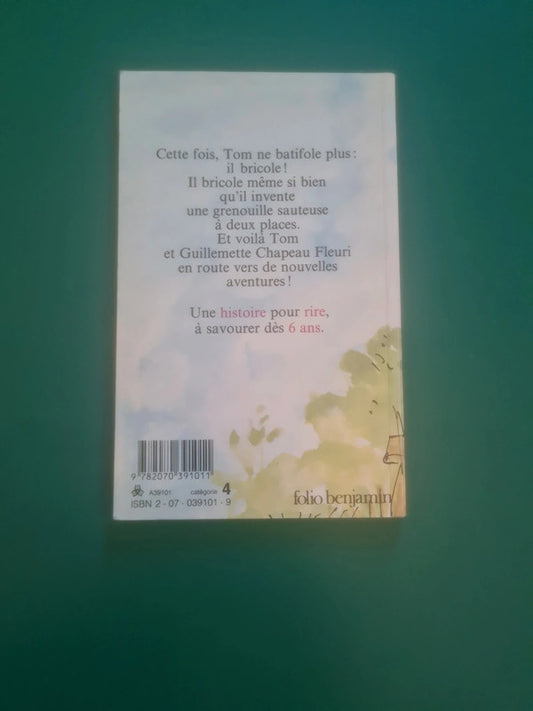 Cette fois, Tom ne batifole plus :
il bricole !
Il bricole même si bien
qu'il invente
une grenouille sauteuse
à deux places.
Et voilà Tom
et Guillemette Chapeau Fleuri
en route vers de nouvelles
aventures !
Une histoire pour rire,
à savourer dès 6 ans.
9 782070 391011
A39101 catégorie 4
ISBN 2 - 07 - 039101 - 9
folio benjamin